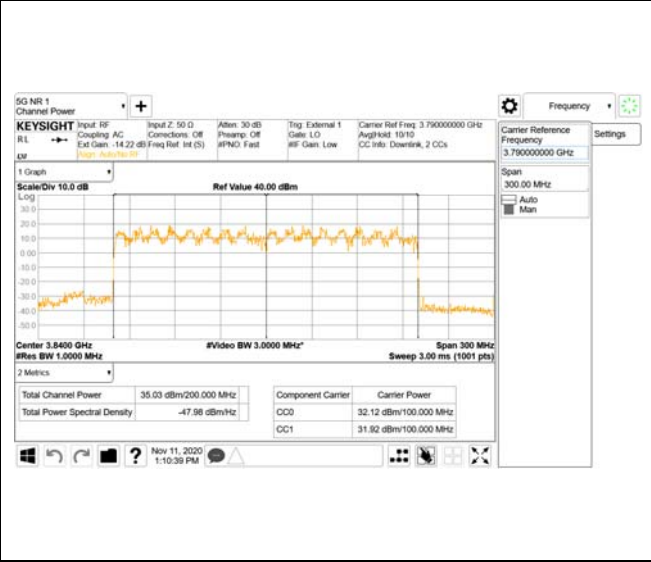 5G NR 1
Channel Power
Frequency
KEYSIGHT
Input: RF
Input Z: 50 Ω
Atten: 30 dB
Trig: External 1
Carrier Ref Freq: 3.790000000 GHz
R L
Coupling: AC
Corrections: Off
Preamp: Off
Gate: LO
Avg|Hold: 10/10
Ext Gain: -14.22 dB
Freq Ref: Int (S)
#PNO: Fast
#IF Gain: Low
CC Info: Downlink, 2 CCs
Align: Auto/No RF
Carrier Reference
Frequency
3.790000000 GHz
Settings
Span
300.00 MHz
Auto
Man
1 Graph
Scale/Div 10.0 dB
Ref Value 40.00 dBm
Log
30.0
20.0
10.0
0.00
-10.0
-20.0
-30.0
-40.0
-50.0
Center 3.8400 GHz
#Video BW 3.0000 MHz*
Span 300 MHz
#Res BW 1.0000 MHz
Sweep 3.00 ms (1001 pts)
2 Metrics
Total Channel Power
35.03 dBm/200.000 MHz
Total Power Spectral Density
-47.98 dBm/Hz
Component Carrier
Carrier Power
CC0
32.12 dBm/100.000 MHz
CC1
31.92 dBm/100.000 MHz
?
Nov 11, 2020
1:10:39 PM